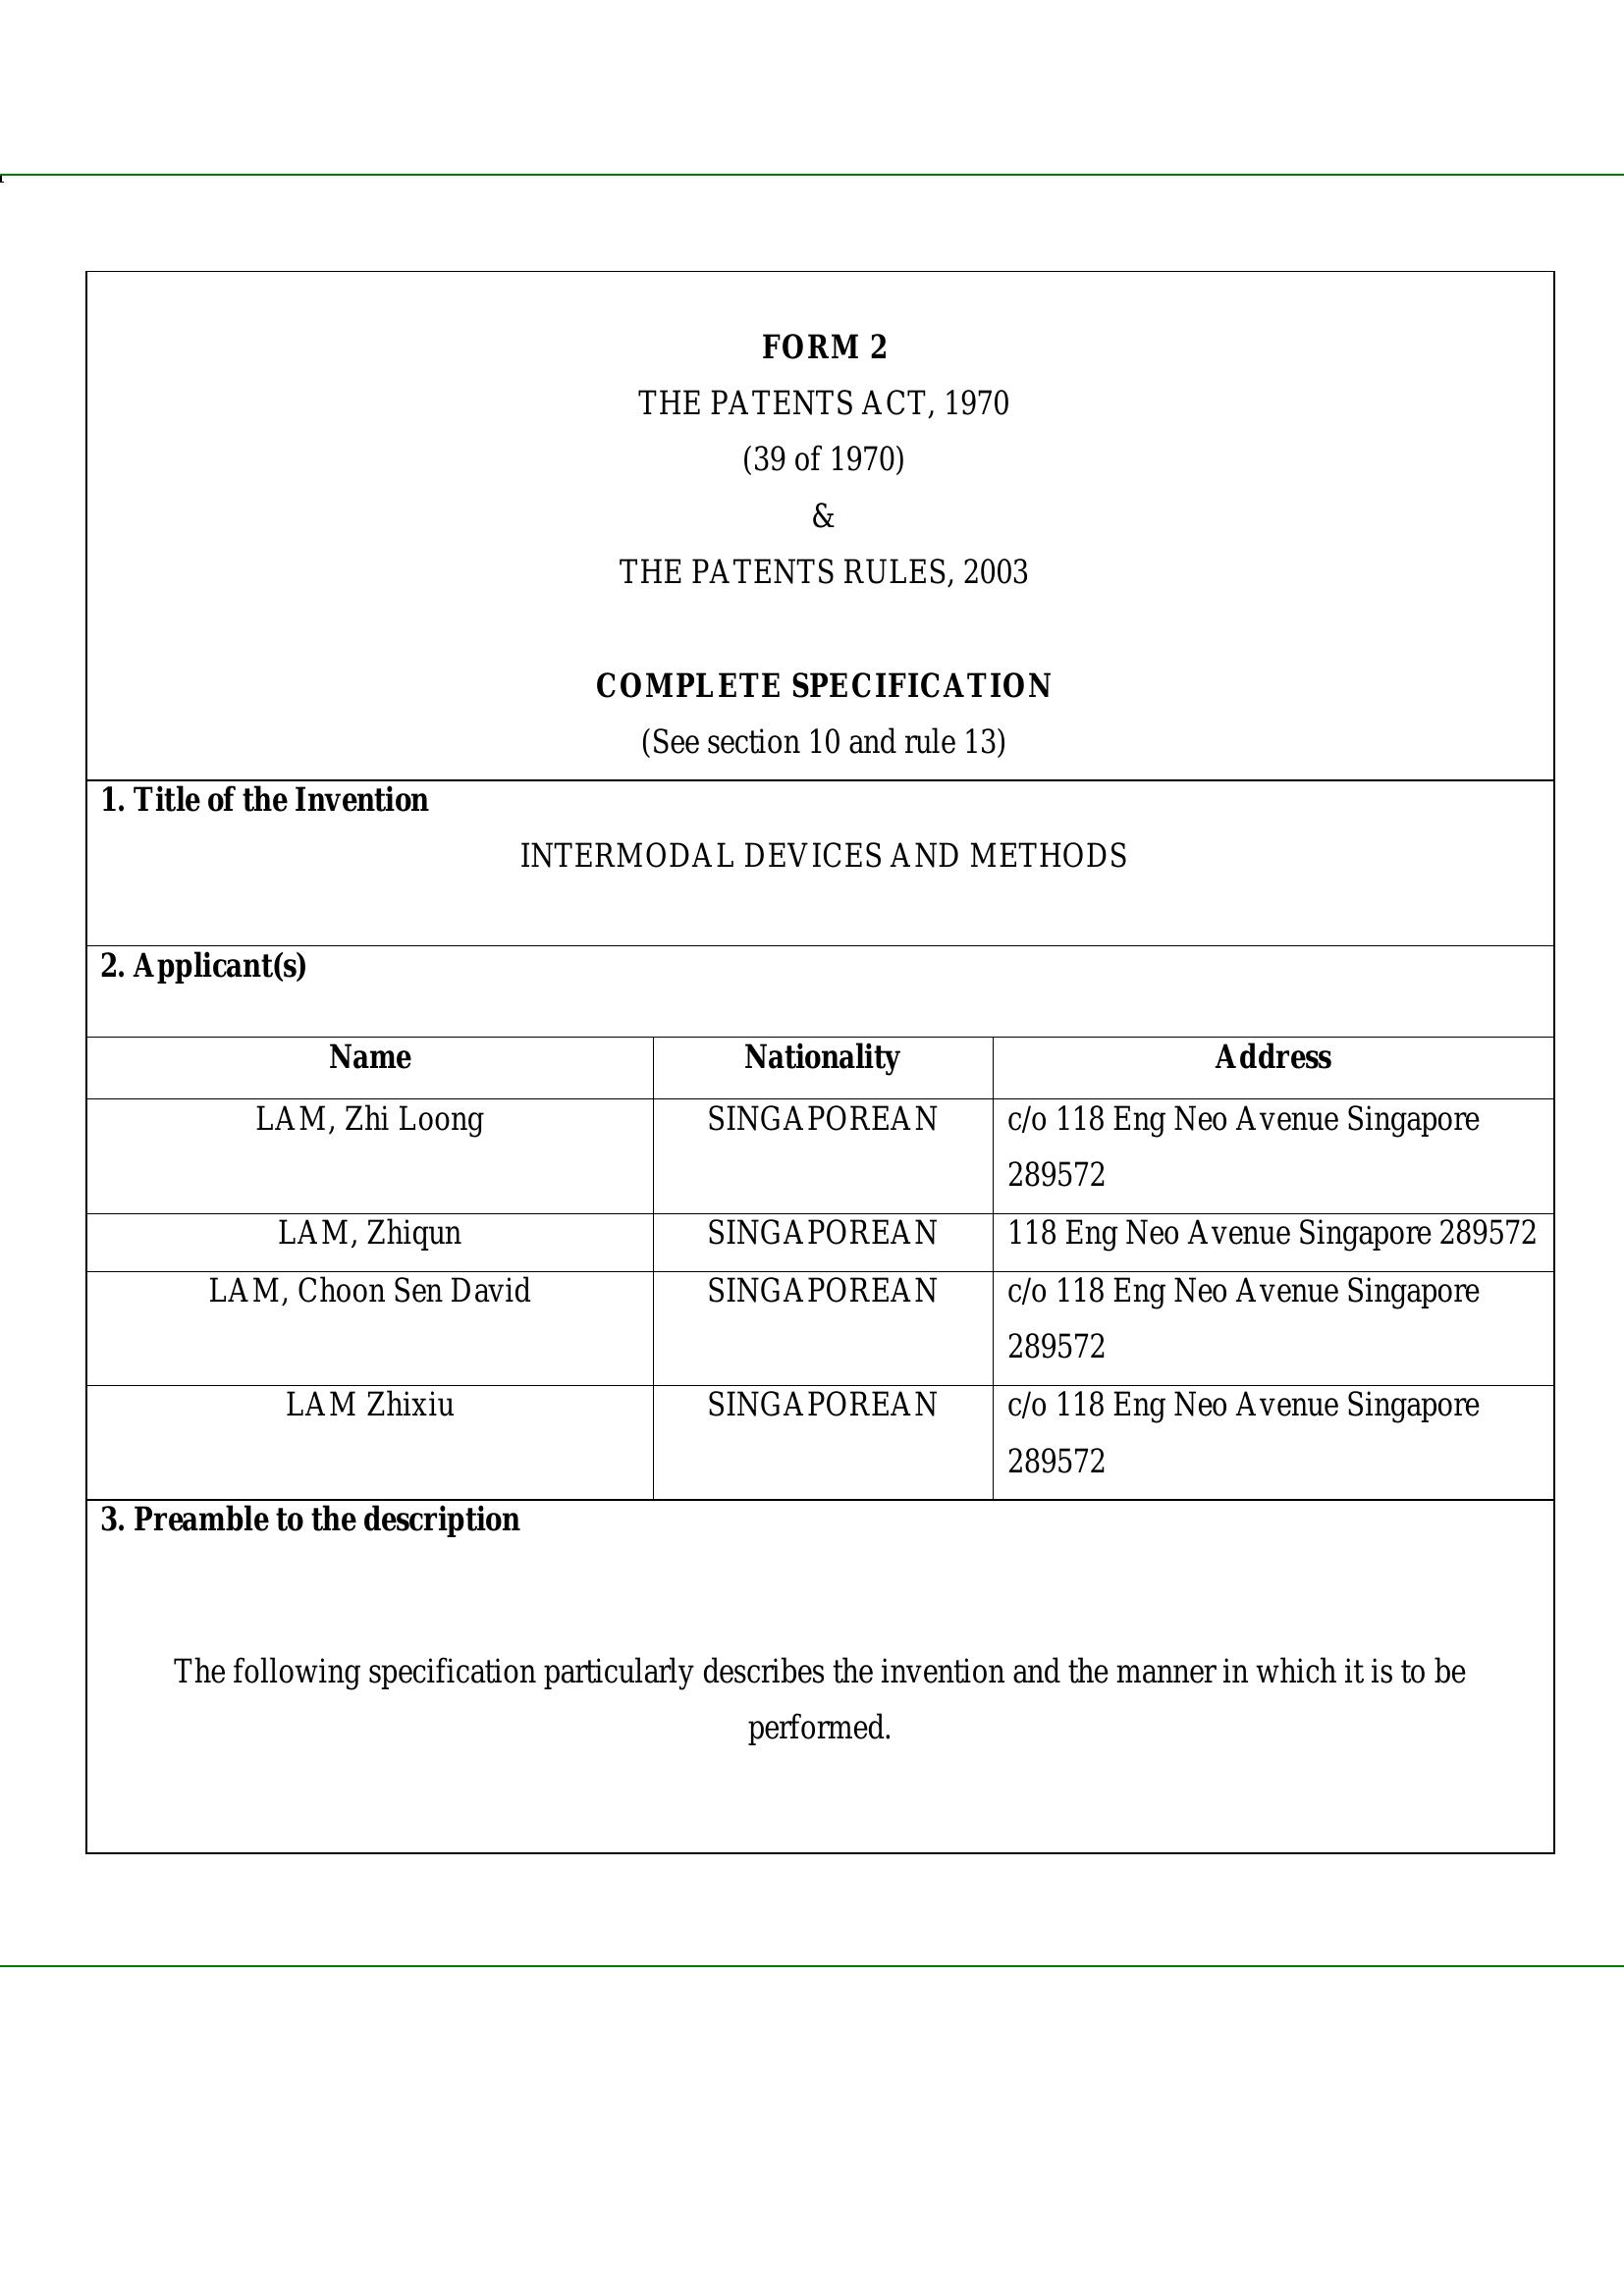 FORM 2
THE PATENTS ACT, 1970
(39 of 1970)
&
THE PATENTS RULES, 2003
COMPLETE SPECIFICATION
(See section 10 and rule 13)
1. Title of the Invention
INTERMODAL DEVICES AND METHODS
2. Applicant(s)
Name Nationality Address
LAM, Zhi Loong SINGAPOREAN c/o 118 Eng Neo Avenue Singapore
289572
LAM, Zhiqun SINGAPOREAN 118 Eng Neo Avenue Singapore 289572
LAM, Choon Sen David SINGAPOREAN c/o 118 Eng Neo Avenue Singapore
289572
LAM Zhixiu SINGAPOREAN c/o 118 Eng Neo Avenue Singapore
289572
3. Preamble to the description
The following specification particularly describes the invention and the manner in which it is to be
performed.